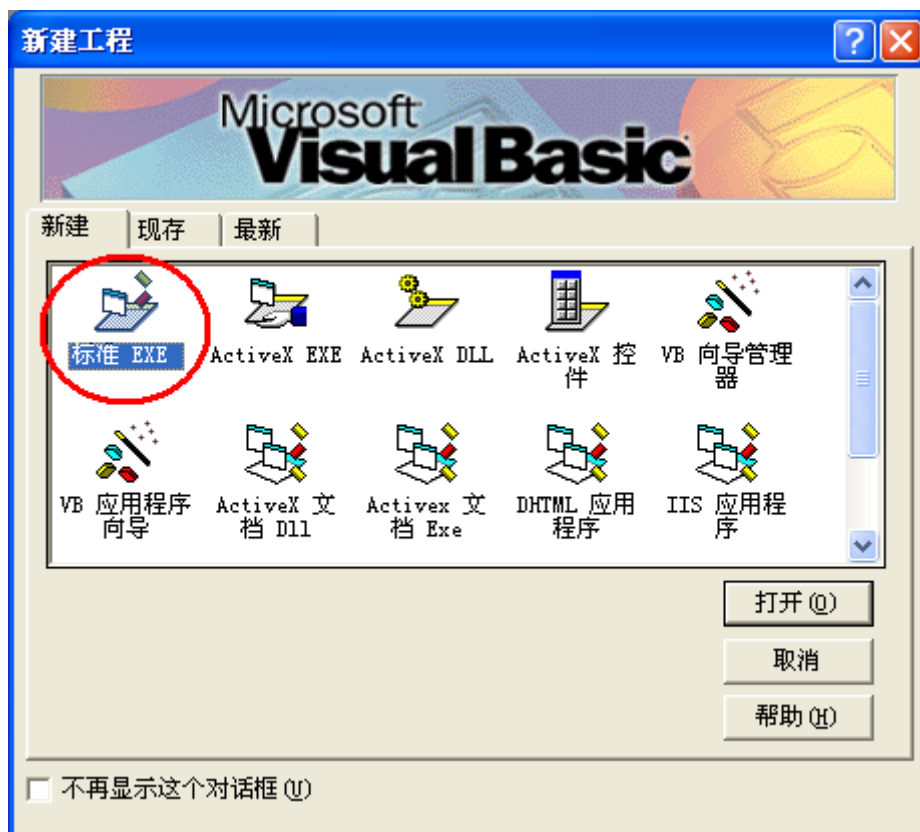 新建工程
Microsoft
Visual Basic
新建 现存 最新
标准 EXE ActiveX EXE ActiveX DLL ActiveX 控件 VB 向导管理器
VB 应用程序向导 ActiveX 文档 Dll Activex 文档 Exe DHTML 应用程序 IIS 应用程序
打开(O)
取消
帮助(H)
不再显示这个对话框(V)